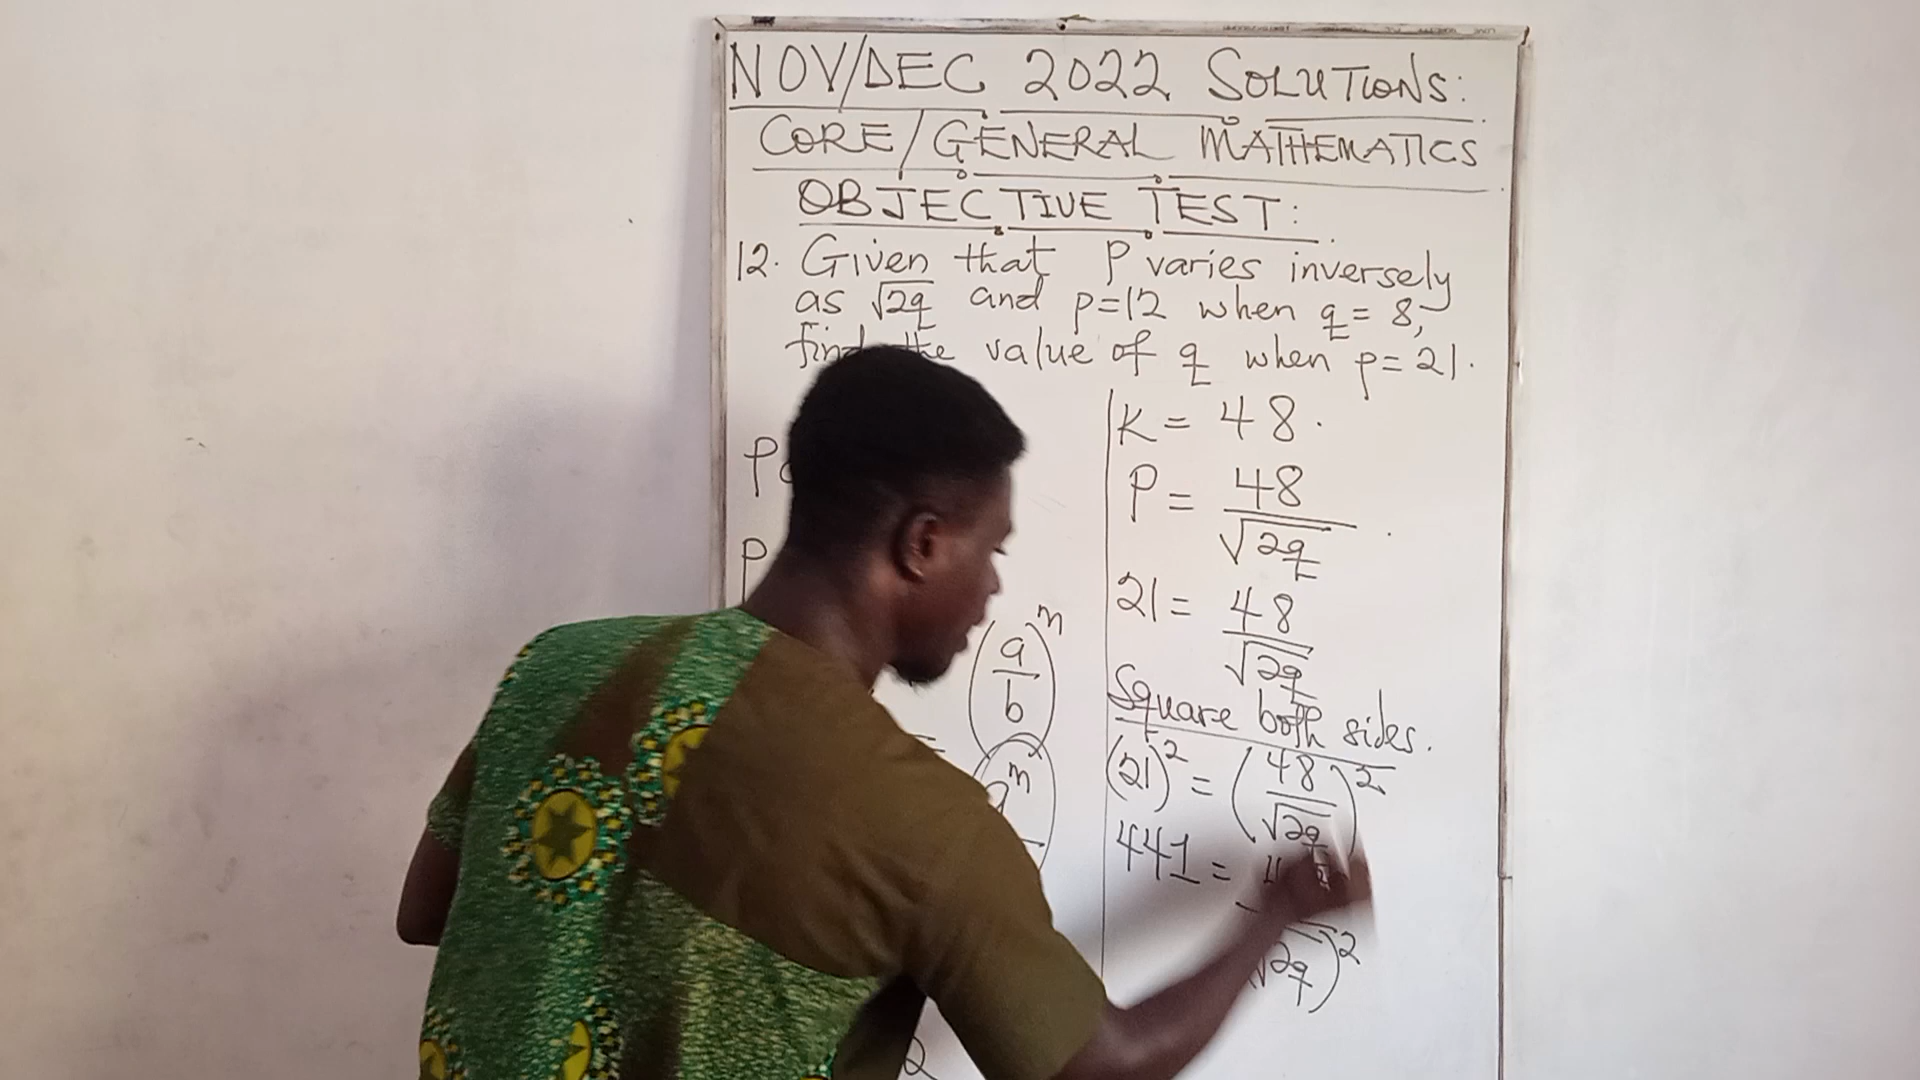 NOV/DEC 2022 SOLUTIONS:
CORE/GENERAL MATHEMATICS
OBJECTIVE TEST:
12. Given that P varies inversely
as √2q and p=12 when q= 8,
find the value of q when p= 21.
P
P
(a/b)^n
=
K = 48.
P = 48/√2q
21 = 48/√2q
Square both sides.
(21)² = (48/√2q)²
441 =
√2q)²
2